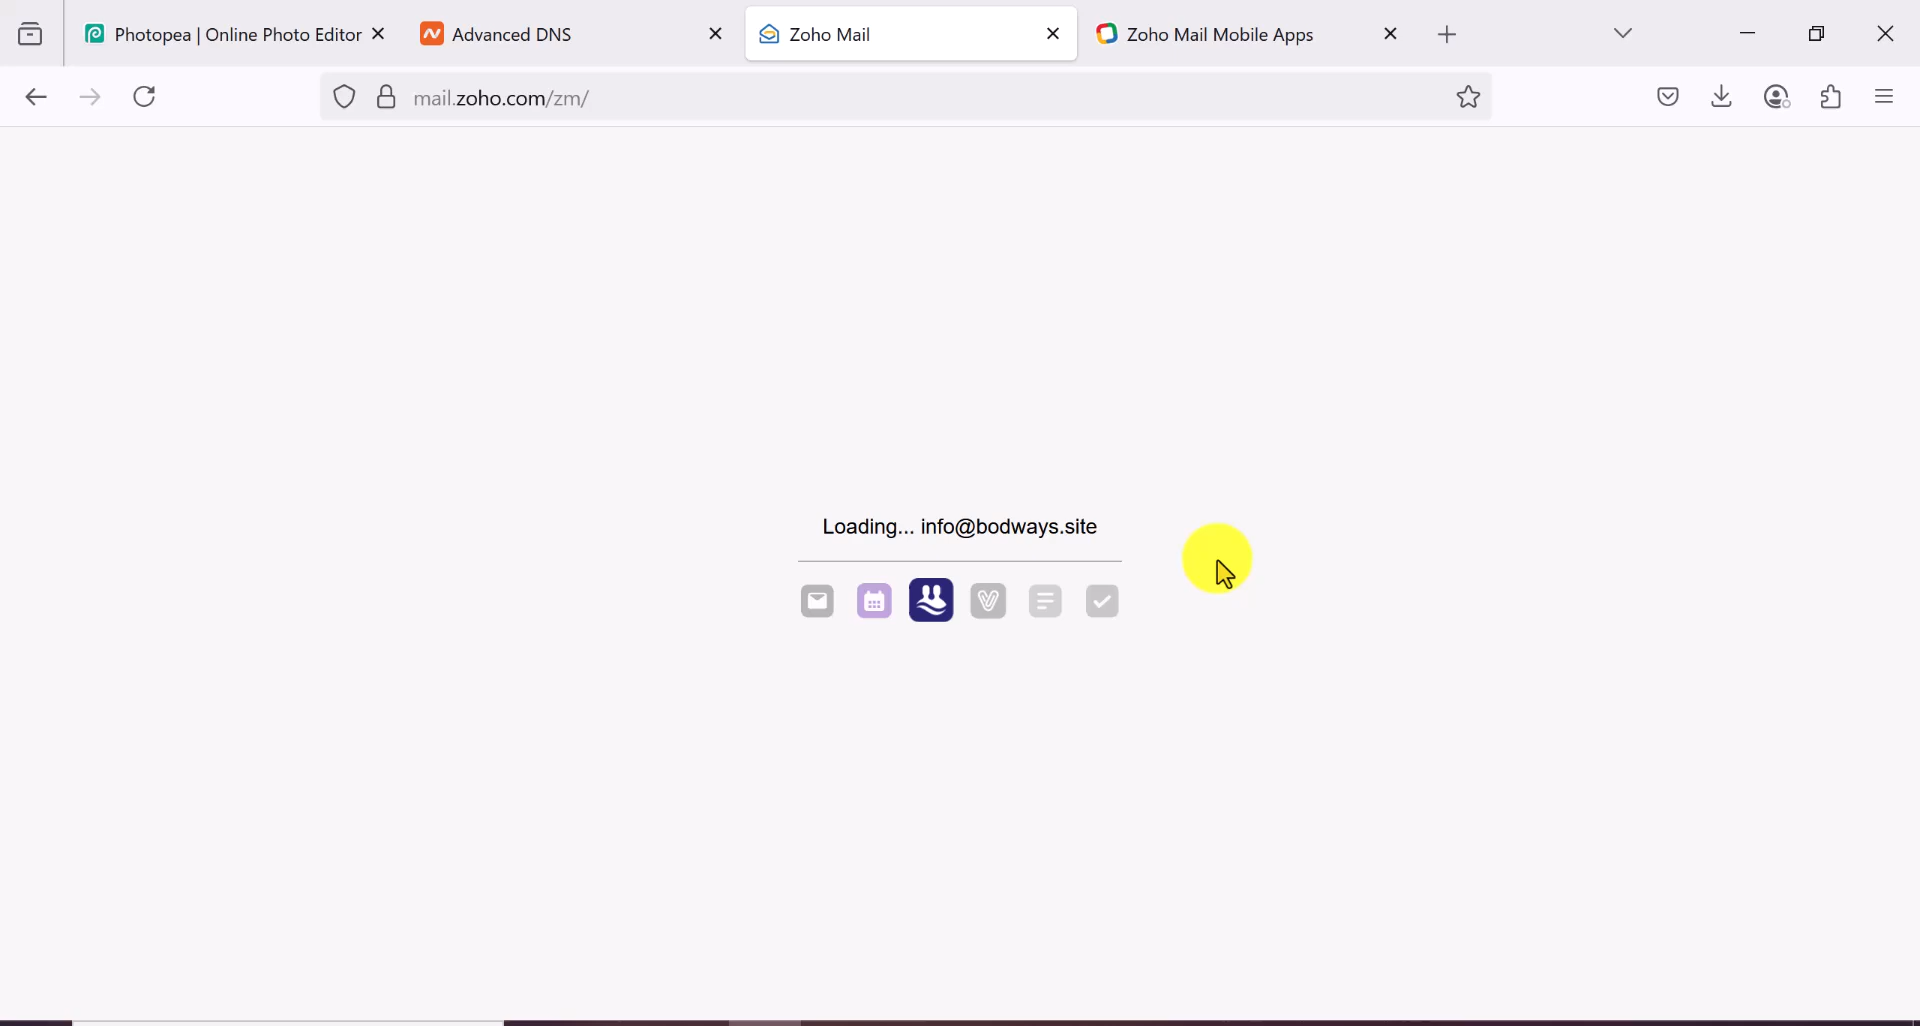 Photopea | Online Photo Editor
Advanced DNS
Zoho Mail
Zoho Mail Mobile Apps
mail.zoho.com/zm/
Loading... info@bodways.site